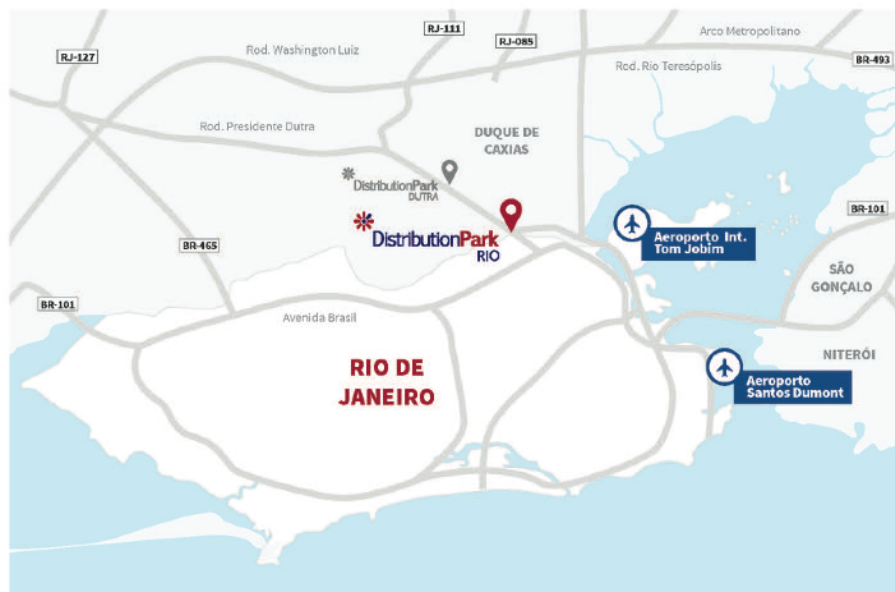 RJ-111
RJ-085
Arco Metropolitano
Rod. Washington Luiz
RJ-127
BR-493
Rod. Rio Teresópolis
Rod. Presidente Dutra
DUQUE DE
CAXIAS
DistributionPark
DUTRA
DistributionPark
RIO
Aeroporto Int.
Tom Jobim
BR-101
BR-465
SÃO
GONÇALO
BR-101
Avenida Brasil
NITERÓI
RIO DE
JANEIRO
Aeroporto
Santos Dumont